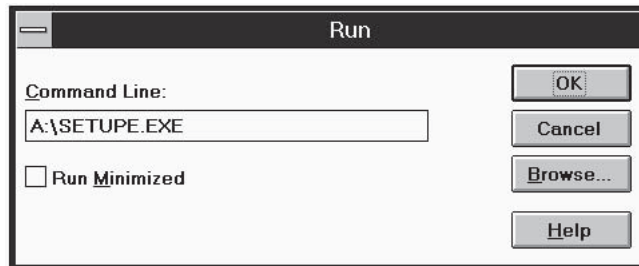 Run
Command Line:
A:\SETUPE.EXE
Run Minimized
OK
Cancel
Browse...
Help